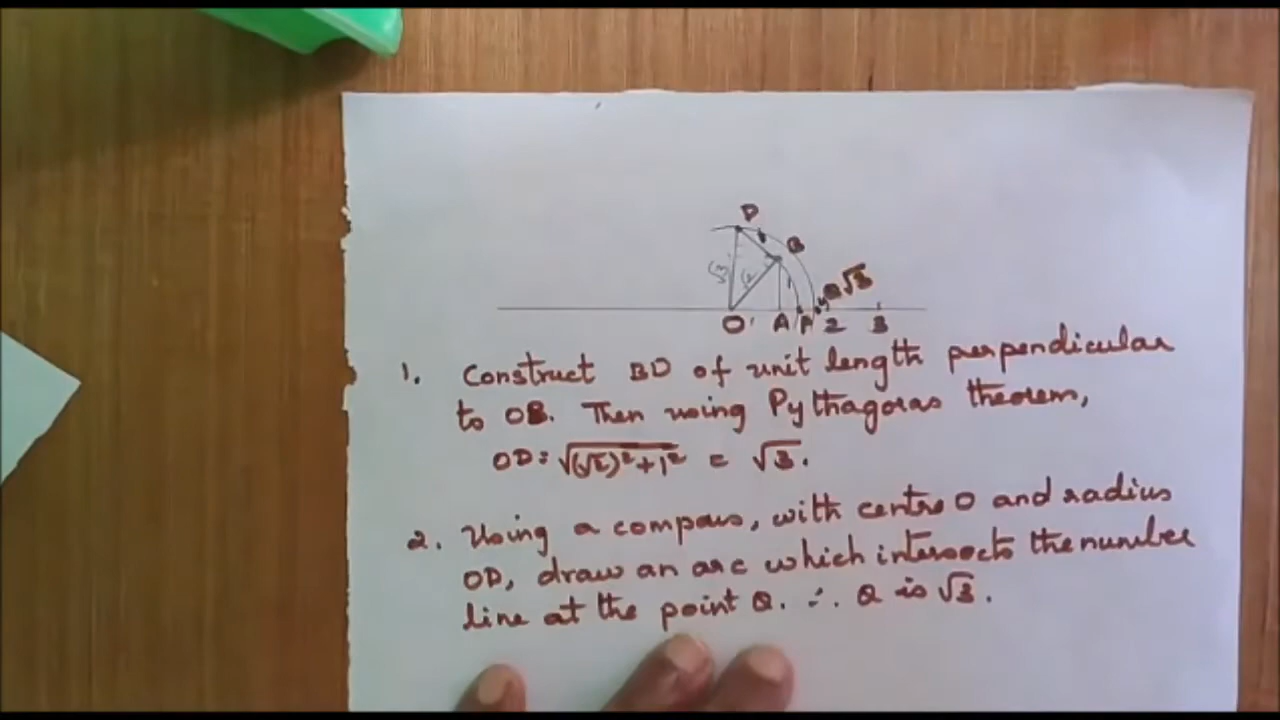 D
1
B
√3
√2
1
Q √3
O A P 2 3
1. Construct BD of unit length perpendicular
to OB. Then using Pythagoras theorem,
OD = √(√2)²+1² = √3.
2. Using a compass, with centre O and radius
OD, draw an arc which intersects the number
line at the point Q. ∴ Q is √3.